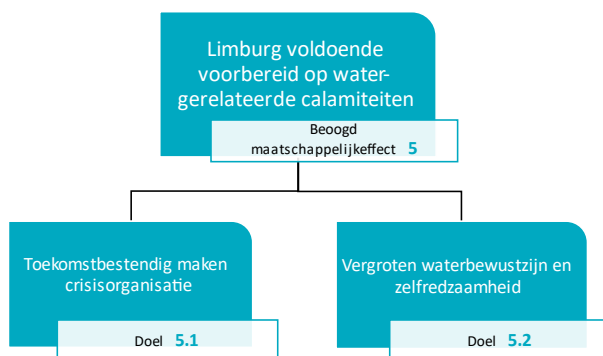 Limburg voldoende
voorbereid op water-
gerelateerde calamiteiten
Beoogd
maatschappelijkeffect 5
Toekomstbestendig maken
crisisorganisatie
Doel 5.1
Vergroten waterbewustzijn en
zelfredzaamheid
Doel 5.2